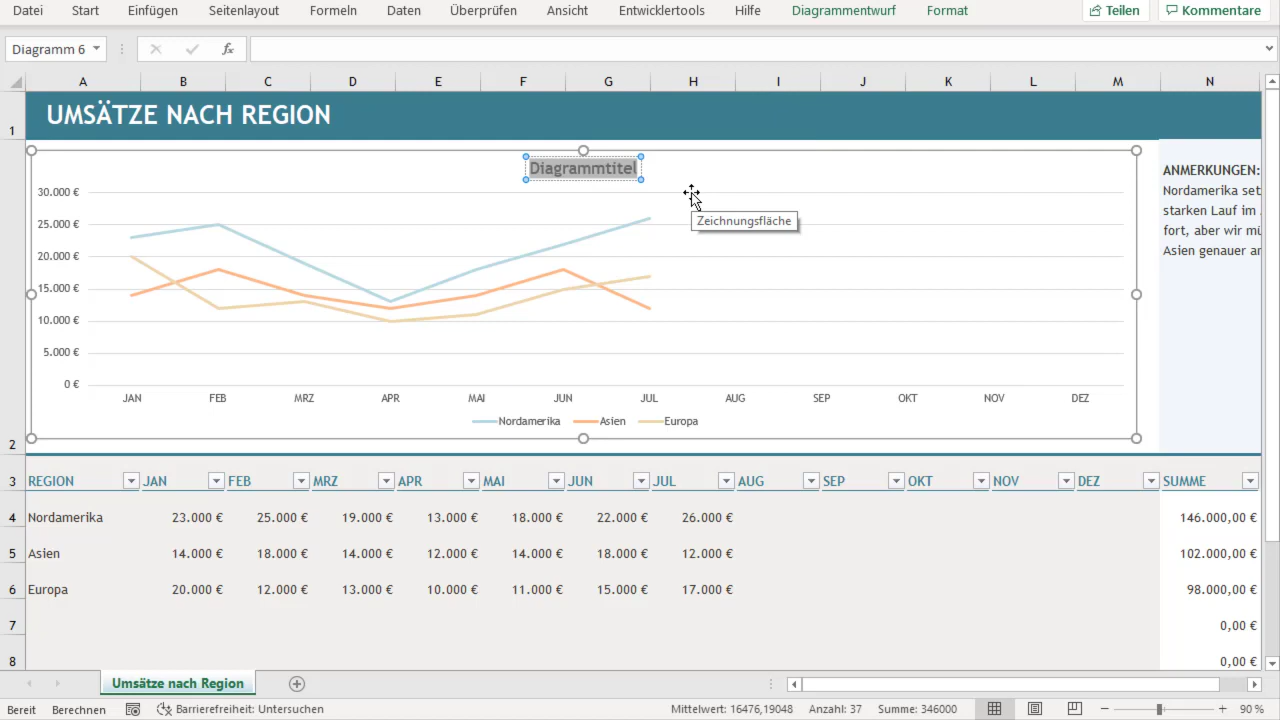 Datei Start Einfügen Seitenlayout Formeln Daten Überprüfen Ansicht Entwicklertools Hilfe Diagrammentwurf Format Teilen Kommentare
Diagramm 6 fx
A B C D E F G H I J K L M N
1 UMSÄTZE NACH REGION
Diagrammtitel
Zeichnungsfläche
30.000 €
25.000 €
20.000 €
15.000 €
10.000 €
5.000 €
0 €
JAN FEB MRZ APR MAI JUN JUL AUG SEP OKT NOV DEZ
Nordamerika Asien Europa
ANMERKUNGEN:
Nordamerika set
starken Lauf im
fort, aber wir mü
Asien genauer an
2
3 REGION JAN FEB MRZ APR MAI JUN JUL AUG SEP OKT NOV DEZ SUMME
4 Nordamerika 23.000 € 25.000 € 19.000 € 13.000 € 18.000 € 22.000 € 26.000 € 146.000,00 €
5 Asien 14.000 € 18.000 € 14.000 € 12.000 € 14.000 € 18.000 € 12.000 € 102.000,00 €
6 Europa 20.000 € 12.000 € 13.000 € 10.000 € 11.000 € 15.000 € 17.000 € 98.000,00 €
7 0,00 €
8 0,00 €
Umsätze nach Region
Bereit Berechnen Barrierefreiheit: Untersuchen Mittelwert: 16476,19048 Anzahl: 37 Summe: 346000 90 %